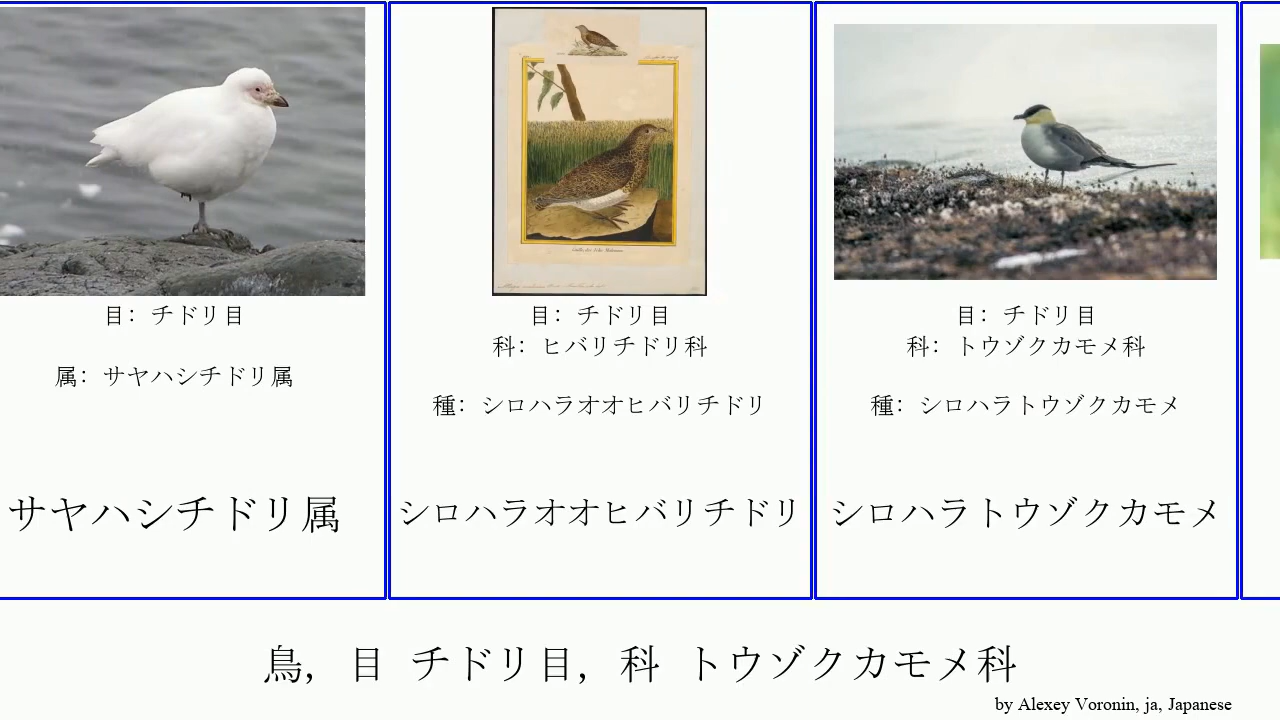 目: チドリ目
属: サヤハシチドリ属
サヤハシチドリ属
目: チドリ目
科: ヒバリチドリ科
種: シロハラオオヒバリチドリ
シロハラオオヒバリチドリ
目: チドリ目
科: トウゾクカモメ科
種: シロハラトウゾクカモメ
シロハラトウゾクカモメ
鳥, 目 チドリ目, 科 トウゾクカモメ科
by Alexey Voronin, ja, Japanese